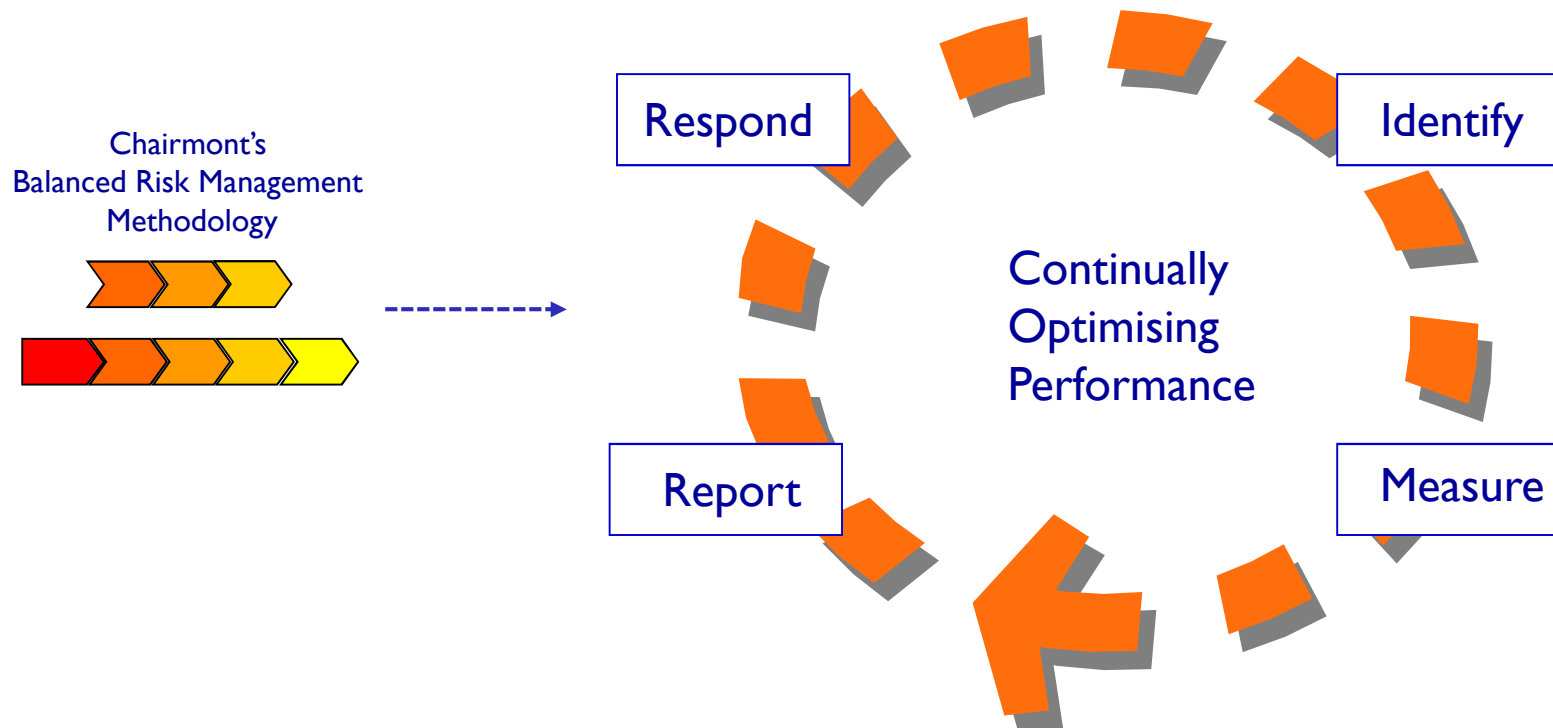 Chairmont's
Balanced Risk Management
Methodology
Respond
Identify
Continually
Optimising
Performance
Report
Measure